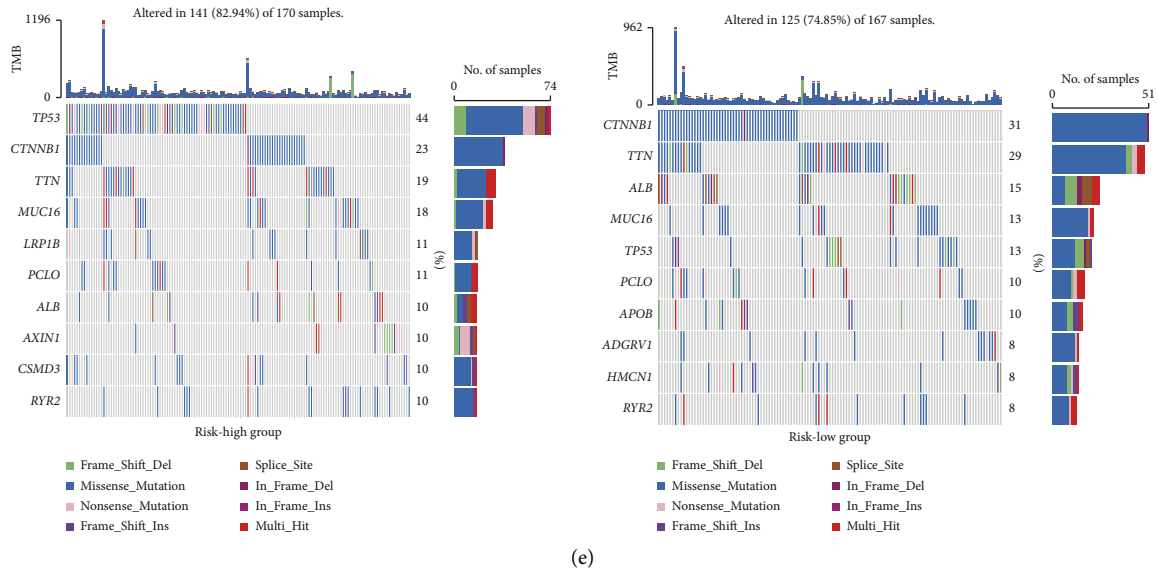 Altered in 141 (82.94%) of 170 samples.
1196
TMB
0
No. of samples
0 74
TP53 44
CTNNB1 23
TTN 19
MUC16 18
LRP1B 11
PCLO 11
ALB 10
AXIN1 10
CSMD3 10
RYR2 10
(%)
Risk-high group
Frame_Shift_Del Splice_Site
Missense_Mutation In_Frame_Del
Nonsense_Mutation In_Frame_Ins
Frame_Shift_Ins Multi_Hit
Altered in 125 (74.85%) of 167 samples.
962
TMB
0
No. of samples
0 51
CTNNB1 31
TTN 29
ALB 15
MUC16 13
TP53 13
PCLO 10
APOB 10
ADGRV1 8
HMCN1 8
RYR2 8
(%)
Risk-low group
Frame_Shift_Del Splice_Site
Missense_Mutation In_Frame_Del
Nonsense_Mutation In_Frame_Ins
Frame_Shift_Ins Multi_Hit
(e)